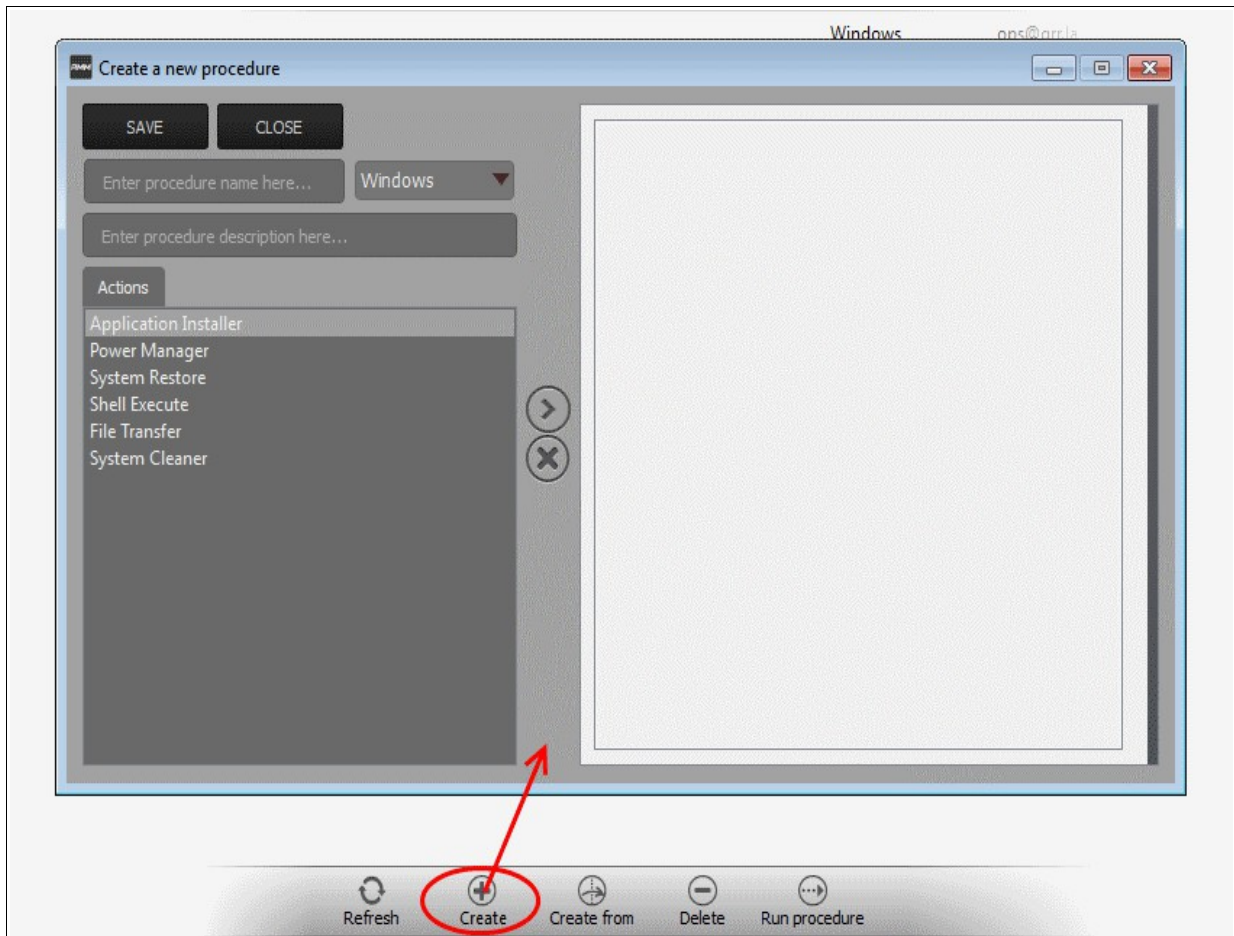 Windows
Create a new procedure
SAVE CLOSE
Enter procedure name here... Windows
Enter procedure description here...
Actions
Application Installer
Power Manager
System Restore
Shell Execute
File Transfer
System Cleaner
Refresh Create Create from Delete Run procedure